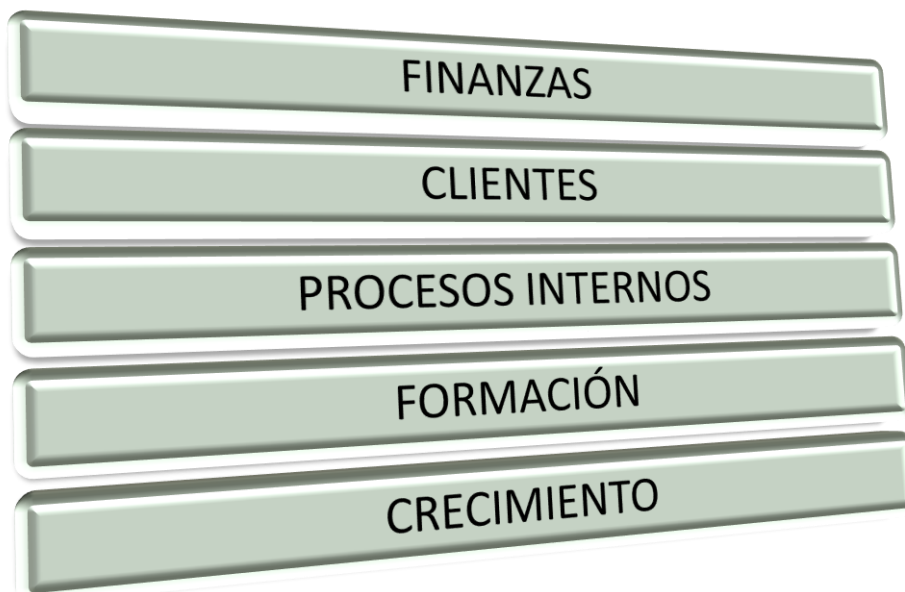 FINANZAS
CLIENTES
PROCESOS INTERNOS
FORMACIÓN
CRECIMIENTO